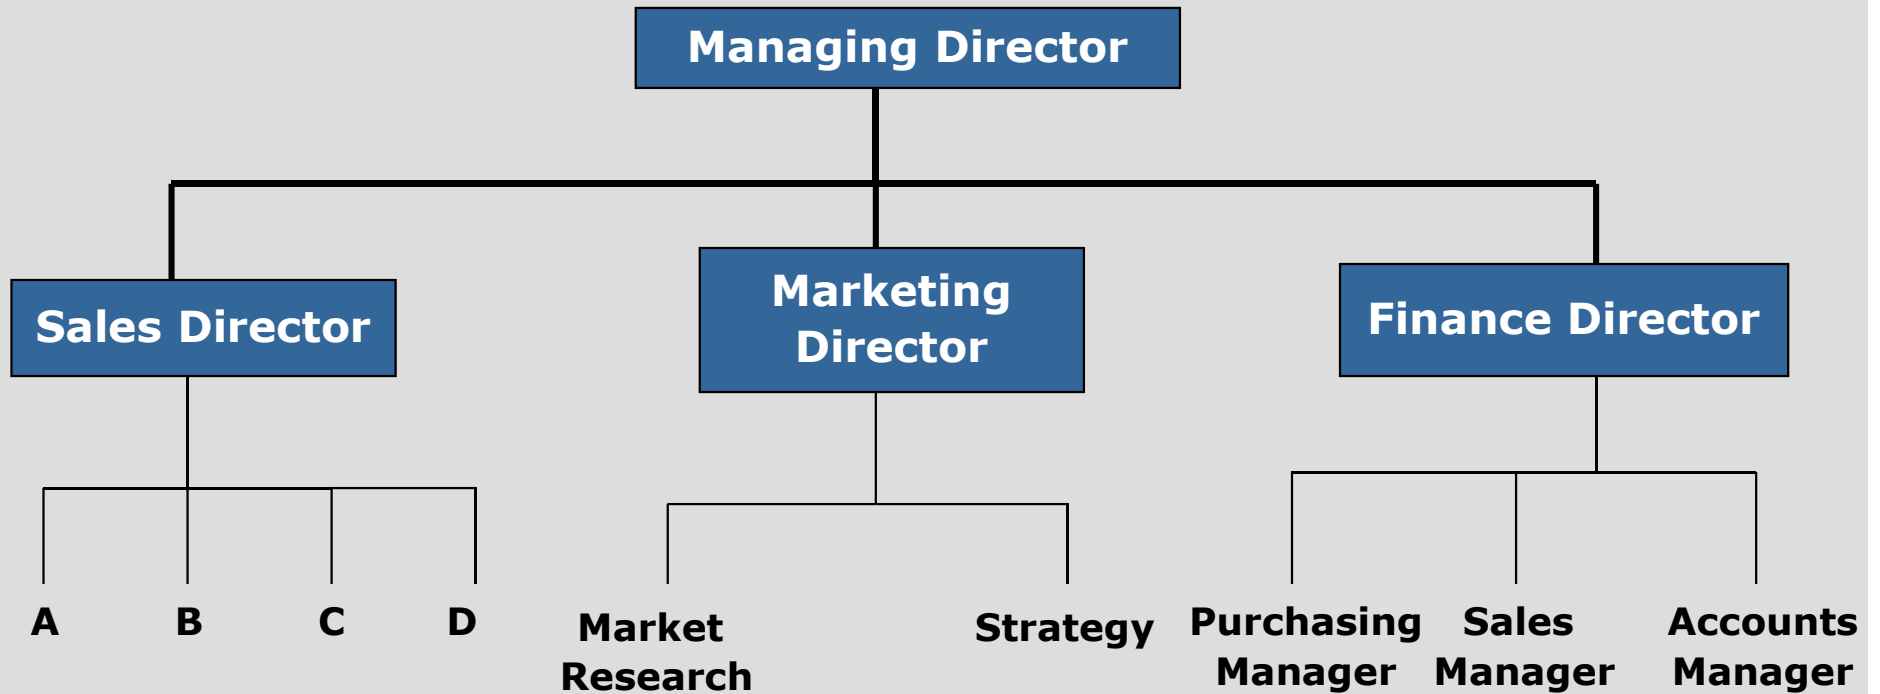 Managing Director
Sales Director
Marketing
Director
Finance Director
A B C D
Market
Research
Strategy
Purchasing
Manager
Sales
Manager
Accounts
Manager